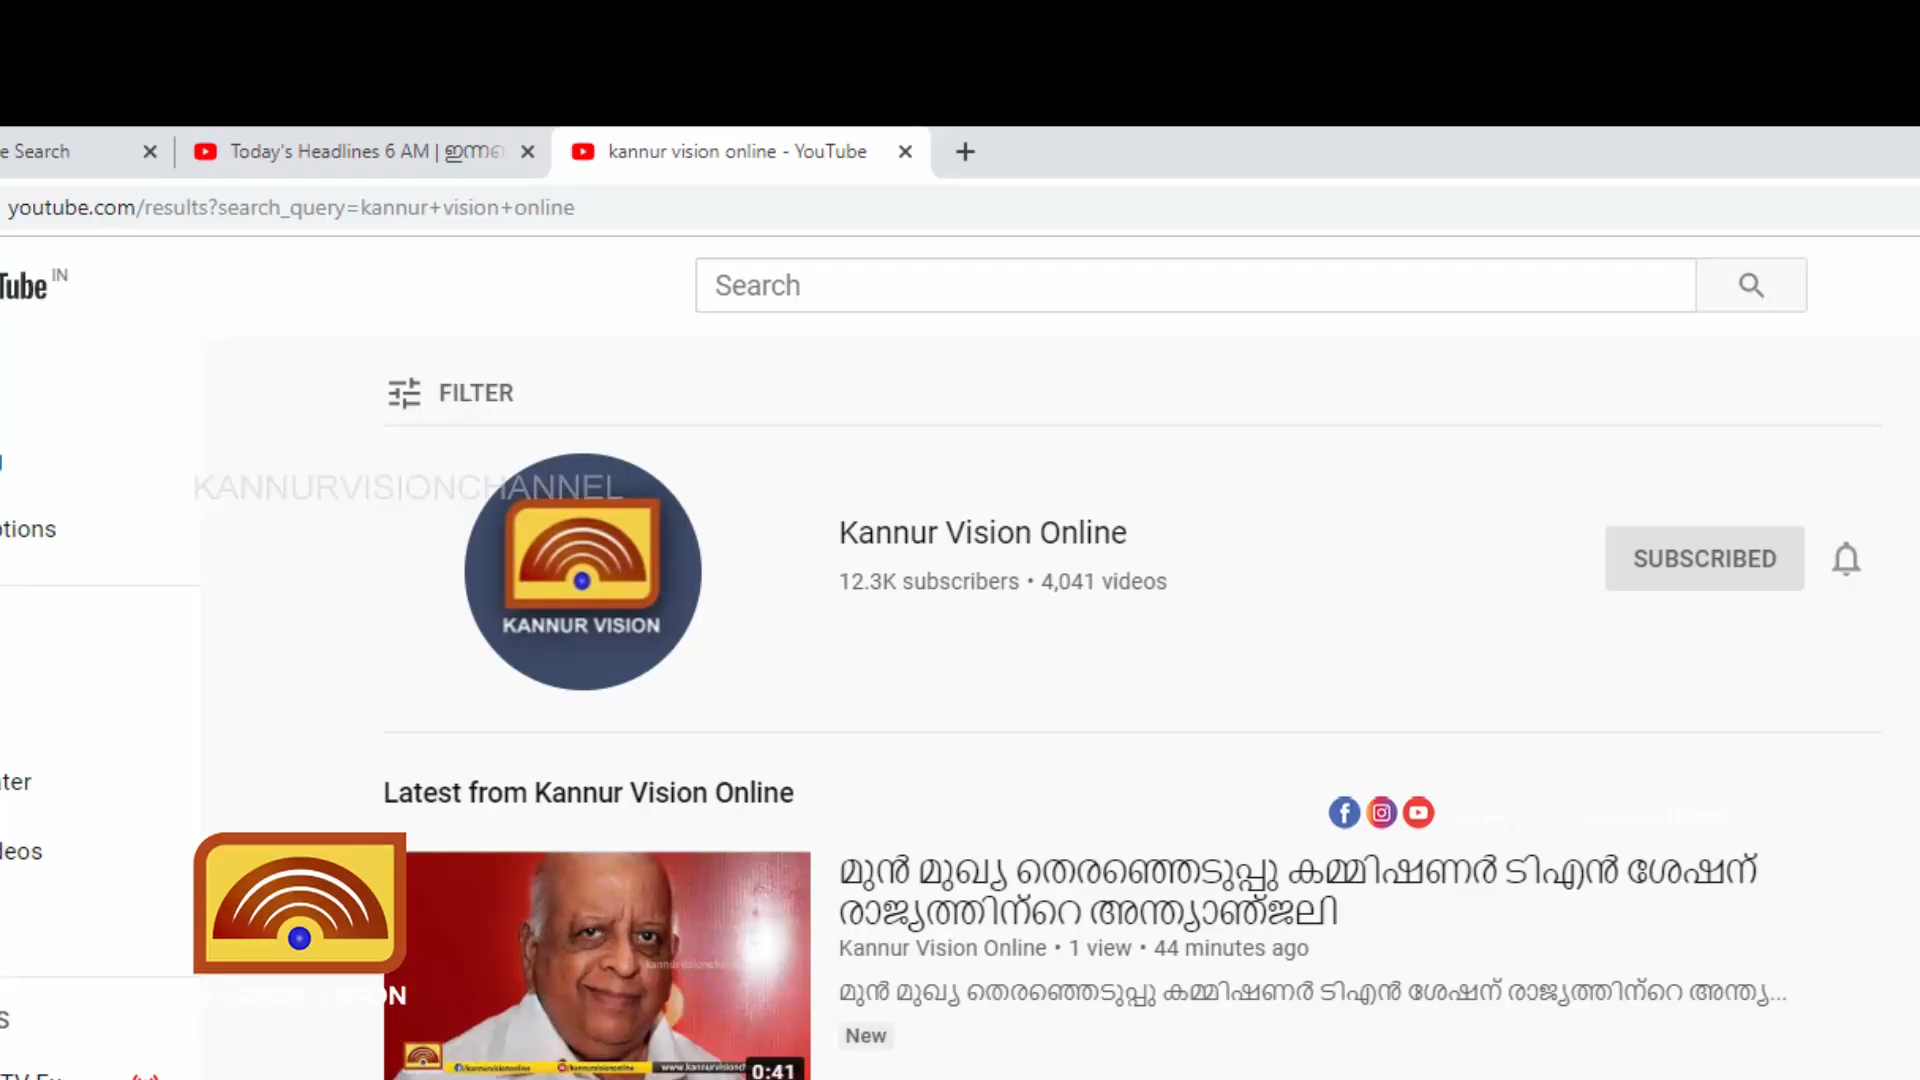 e Search
Today's Headlines 6 AM | ഇന്നത്തെ
kannur vision online - YouTube
youtube.com/results?search_query=kannur+vision+online
Tube IN
Search
FILTER
KANNURVISIONCHANNEL
KANNUR VISION
Kannur Vision Online
12.3K subscribers • 4,041 videos
SUBSCRIBED
otions
Latest from Kannur Vision Online
മുൻ മുഖ്യ തെരഞ്ഞെടുപ്പു കമ്മിഷണർ ടിഎൻ ശേഷന്
രാജ്യത്തിന്റെ അന്ത്യാഞ്ജലി
Kannur Vision Online • 1 view • 44 minutes ago
മുൻ മുഖ്യ തെരഞ്ഞെടുപ്പു കമ്മിഷണർ ടിഎൻ ശേഷന് രാജ്യത്തിന്റെ അന്ത്യ...
New
ater
deos
N
S
0:41